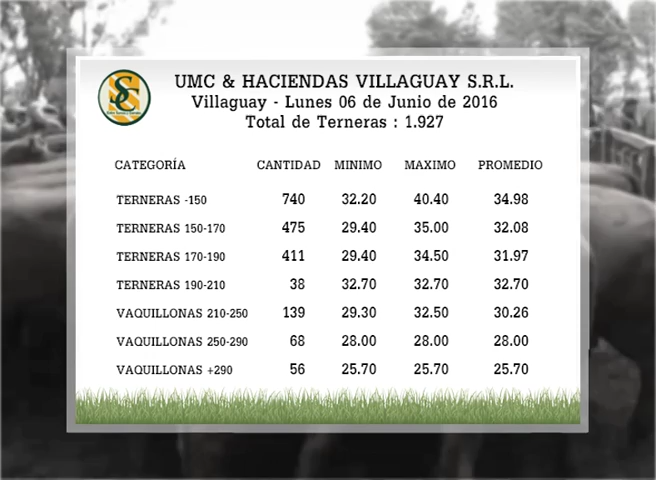 UMC & HACIENDAS VILLAGUAY S.R.L.
Villaguay - Lunes 06 de Junio de 2016
Total de Terneras : 1.927
SC
CATEGORÍA CANTIDAD MINIMO MAXIMO PROMEDIO
TERNERAS -150 740 32.20 40.40 34.98
TERNERAS 150-170 475 29.40 35.00 32.08
TERNERAS 170-190 411 29.40 34.50 31.97
TERNERAS 190-210 38 32.70 32.70 32.70
VAQUILLONAS 210-250 139 29.30 32.50 30.26
VAQUILLONAS 250-290 68 28.00 28.00 28.00
VAQUILLONAS +290 56 25.70 25.70 25.70